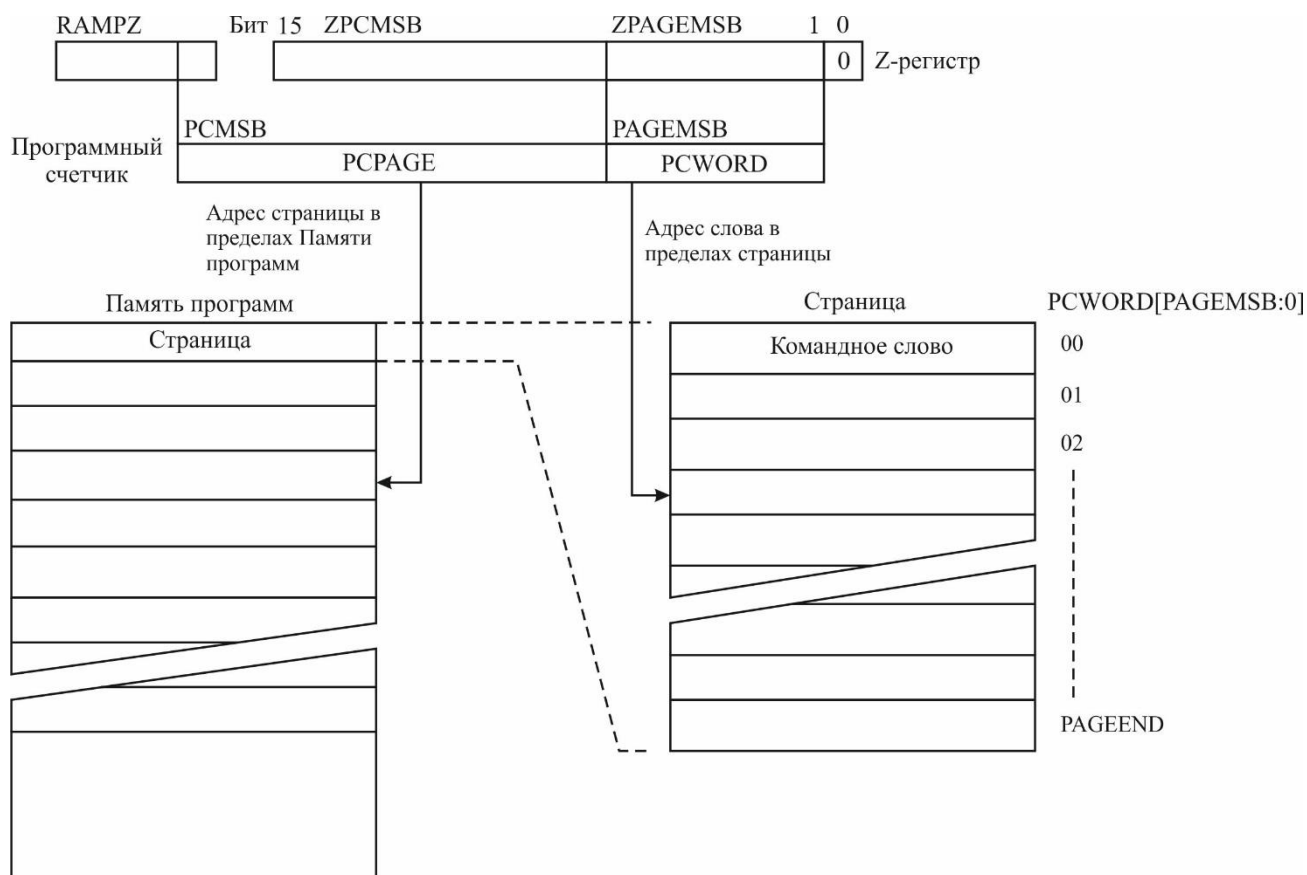 RAMPZ Бит 15 ZPCMSB ZPAGEMSB 1 0
0 Z-регистр
PCMSB PAGEMSB
Программный
счетчик
PCPAGE PCWORD
Адрес страницы в
пределах Памяти
программ
Адрес слова в
пределах страницы
Память программ
Страница
Страница PCWORD[PAGEMSB:0]
Командное слово 00
01
02
PAGEEND